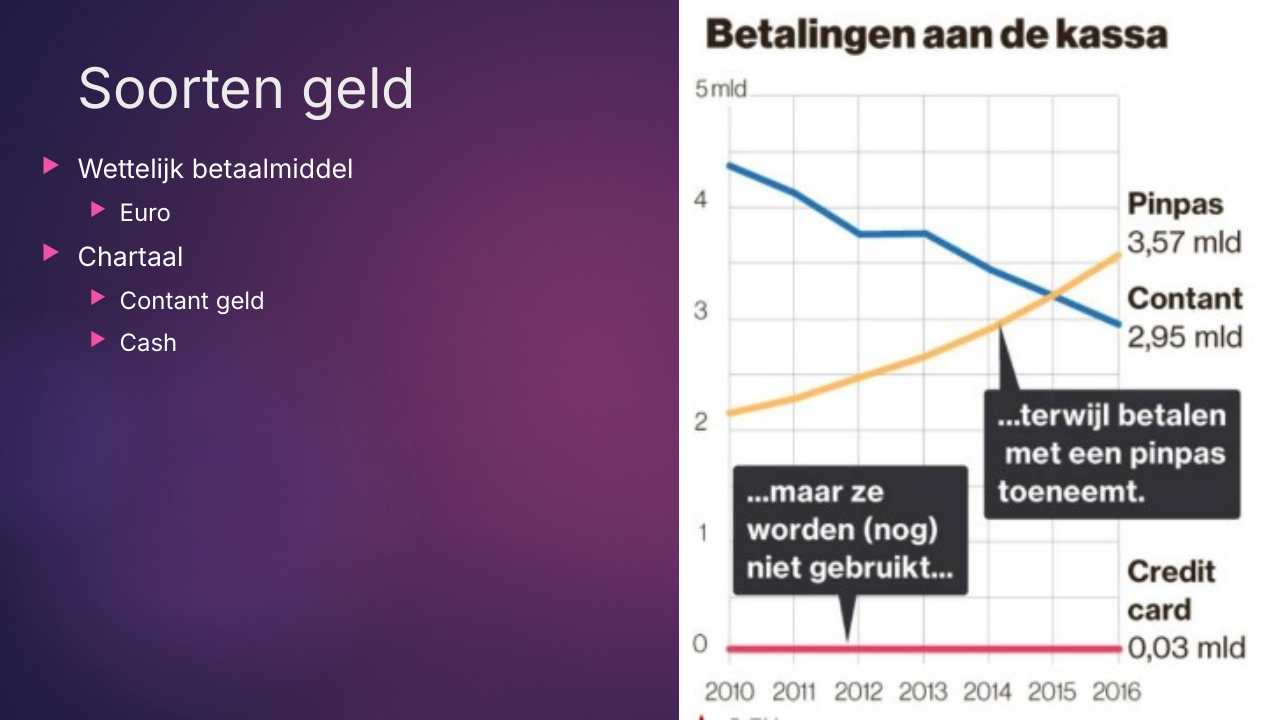 Soorten geld
Wettelijk betaalmiddel
Euro
Chartaal
Contant geld
Cash
Betalingen aan de kassa
5 mld
4
3
2
1
0
Pinpas
3,57 mld
Contant
2,95 mld
...terwijl betalen
met een pinpas
toeneemt.
...maar ze
worden (nog)
niet gebruikt...
Credit
card
0,03 mld
2010 2011 2012 2013 2014 2015 2016